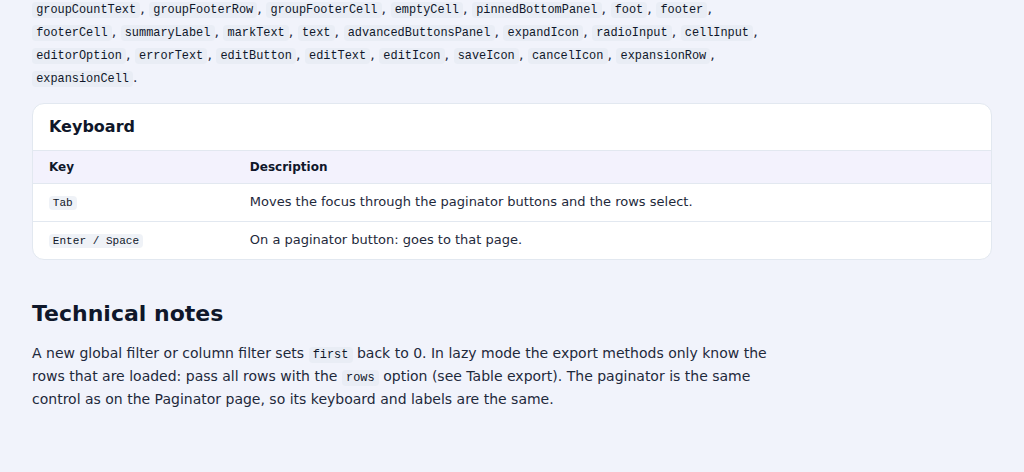 groupCountText, groupFooterRow, groupFooterCell, emptyCell, pinnedBottomPanel, foot, footer,
footerCell, summaryLabel, markText, text, advancedButtonsPanel, expandIcon, radioInput, cellInput,
editorOption, errorText, editButton, editText, editIcon, saveIcon, cancelIcon, expansionRow,
expansionCell.
Keyboard
Key Description
Tab Moves the focus through the paginator buttons and the rows select.
Enter / Space On a paginator button: goes to that page.
Technical notes
A new global filter or column filter sets first back to 0. In lazy mode the export methods only know the
rows that are loaded: pass all rows with the rows option (see Table export). The paginator is the same
control as on the Paginator page, so its keyboard and labels are the same.